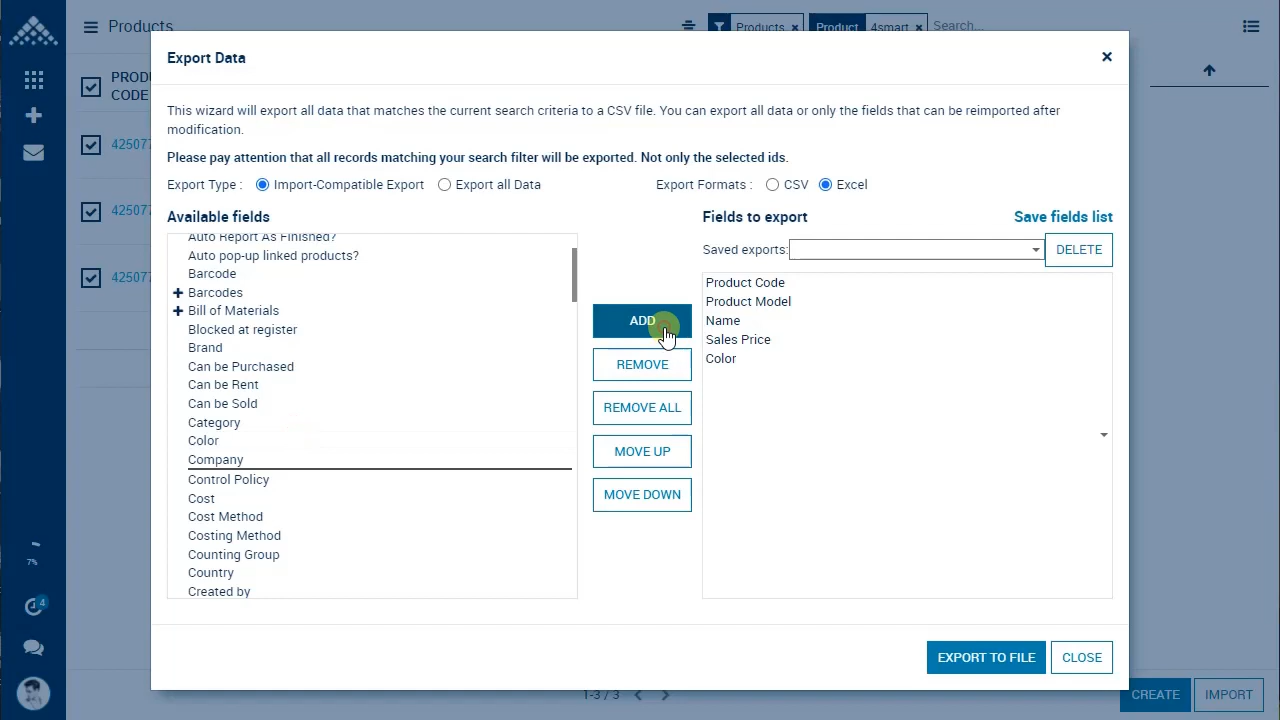 Products
Products ×
Product 4smart ×
Search...
PRODU
CODE
42507
42507
42507
Export Data
×
This wizard will export all data that matches the current search criteria to a CSV file. You can export all data or only the fields that can be reimported after
modification.
Please pay attention that all records matching your search filter will be exported. Not only the selected ids.
Export Type : Import-Compatible Export Export all Data
Export Formats : CSV Excel
Available fields
Auto Report As Finished?
Auto pop-up linked products?
Barcode
Barcodes
Bill of Materials
Blocked at register
Brand
Can be Purchased
Can be Rent
Can be Sold
Category
Color
Company
Control Policy
Cost
Cost Method
Costing Method
Counting Group
Country
Created by
ADD
REMOVE
REMOVE ALL
MOVE UP
MOVE DOWN
Fields to export
Save fields list
Saved exports:
DELETE
Product Code
Product Model
Name
Sales Price
Color
EXPORT TO FILE
CLOSE
7%
4
1-3 / 3
CREATE
IMPORT